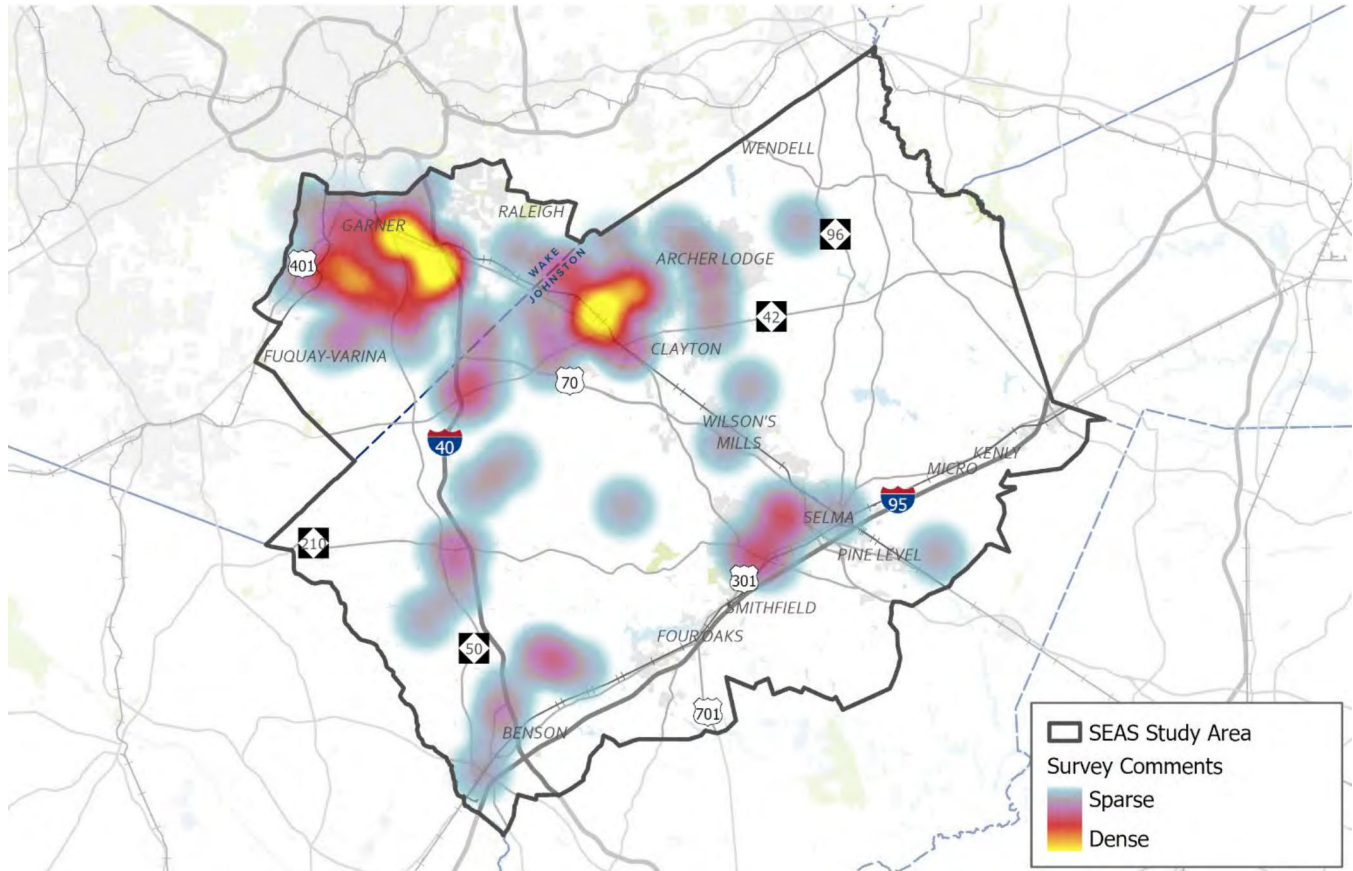 WENDELL
RALEIGH
GARNER
96
401
WAKE
JOHNSTON
ARCHER LODGE
42
FUQUAY-VARINA
CLAYTON
70
WILSON'S
MILLS
40
KENLY
MICRO
95
SELMA
210
PINE LEVEL
301
SMITHFIELD
FOUR OAKS
50
701
BENSON
SEAS Study Area
Survey Comments
Sparse
Dense